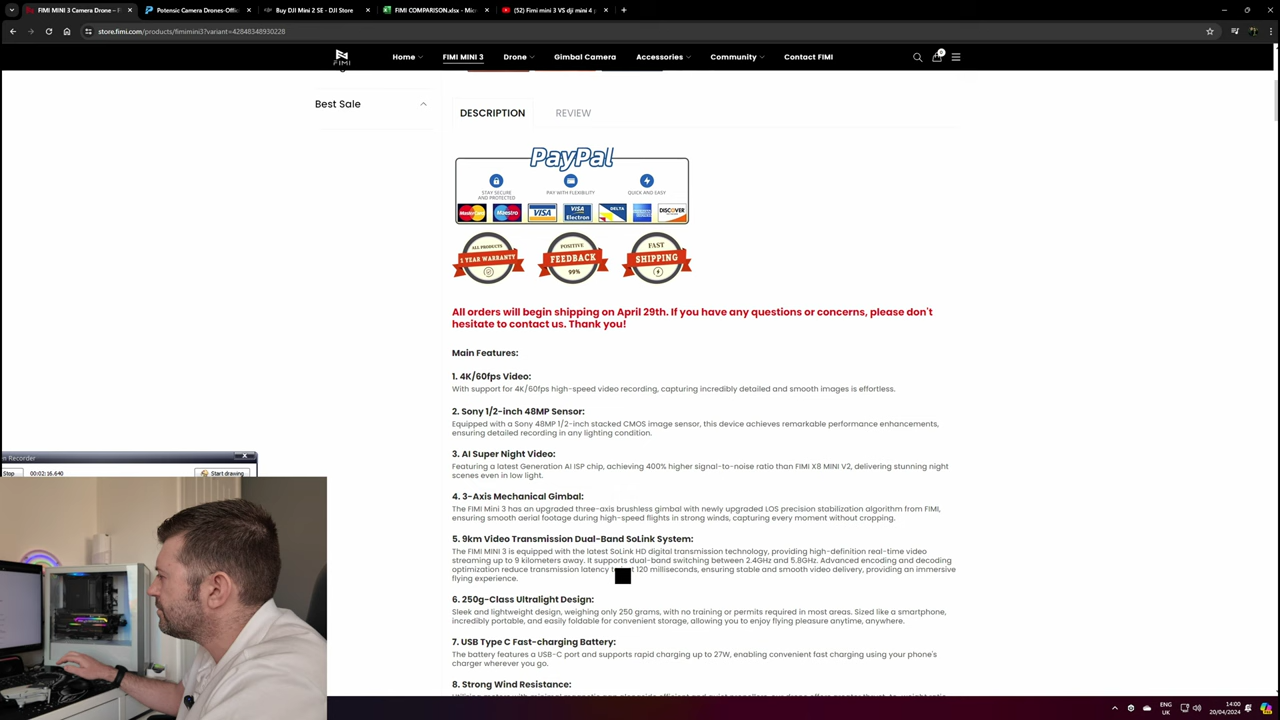 FIMI MINI 3 Camera Drone – F
Potensic Camera Drones-Offic
Buy DJI Mini 2 SE - DJI Store
FIMI COMPARISON.xlsx - Micr
(52) Fimi mini 3 VS dji mini 4 p
store.fimi.com/products/fimimini3?variant=42848348930228
FIMI
Home
FIMI MINI 3
Drone
Gimbal Camera
Accessories
Community
Contact FIMI
0
Best Sale
DESCRIPTION
REVIEW
PayPal
STAY SECURE AND PROTECTED
PAY WITH FLEXIBILITY
QUICK AND EASY
MasterCard
Maestro
VISA
VISA Electron
DELTA
DISCOVER
ALL PRODUCTS
1 YEAR WARRANTY
POSITIVE
FEEDBACK
99%
FAST
SHIPPING
All orders will begin shipping on April 29th. If you have any questions or concerns, please don't
hesitate to contact us. Thank you!
Main Features:
1. 4K/60fps Video:
With support for 4K/60fps high-speed video recording, capturing incredibly detailed and smooth images is effortless.
2. Sony 1/2-inch 48MP Sensor:
Equipped with a Sony 48MP 1/2-inch stacked CMOS image sensor, this device achieves remarkable performance enhancements,
ensuring detailed recording in any lighting condition.
3. AI Super Night Video:
Featuring a latest Generation AI ISP chip, achieving 400% higher signal-to-noise ratio than FIMI X8 MINI V2, delivering stunning night
scenes even in low light.
4. 3-Axis Mechanical Gimbal:
The FIMI Mini 3 has an upgraded three-axis brushless gimbal with newly upgraded LOS precision stabilization algorithm from FIMI,
ensuring smooth aerial footage during high-speed flights in strong winds, capturing every moment without cropping.
5. 9km Video Transmission Dual-Band SoLink System:
The FIMI MINI 3 is equipped with the latest SoLink HD digital transmission technology, providing high-definition real-time video
streaming up to 9 kilometers away. It supports dual-band switching between 2.4GHz and 5.8GHz. Advanced encoding and decoding
optimization reduce transmission latency t 120 milliseconds, ensuring stable and smooth video delivery, providing an immersive
flying experience.
6. 250g-Class Ultralight Design:
Sleek and lightweight design, weighing only 250 grams, with no training or permits required in most areas. Sized like a smartphone,
incredibly portable, and easily foldable for convenient storage, allowing you to enjoy flying pleasure anytime, anywhere.
7. USB Type C Fast-charging Battery:
The battery features a USB-C port and supports rapid charging up to 27W, enabling convenient fast charging using your phone's
charger wherever you go.
8. Strong Wind Resistance:
n Recorder
Stop
00:02:16.640
Start drawing
ENG
UK
14:00
20/04/2024